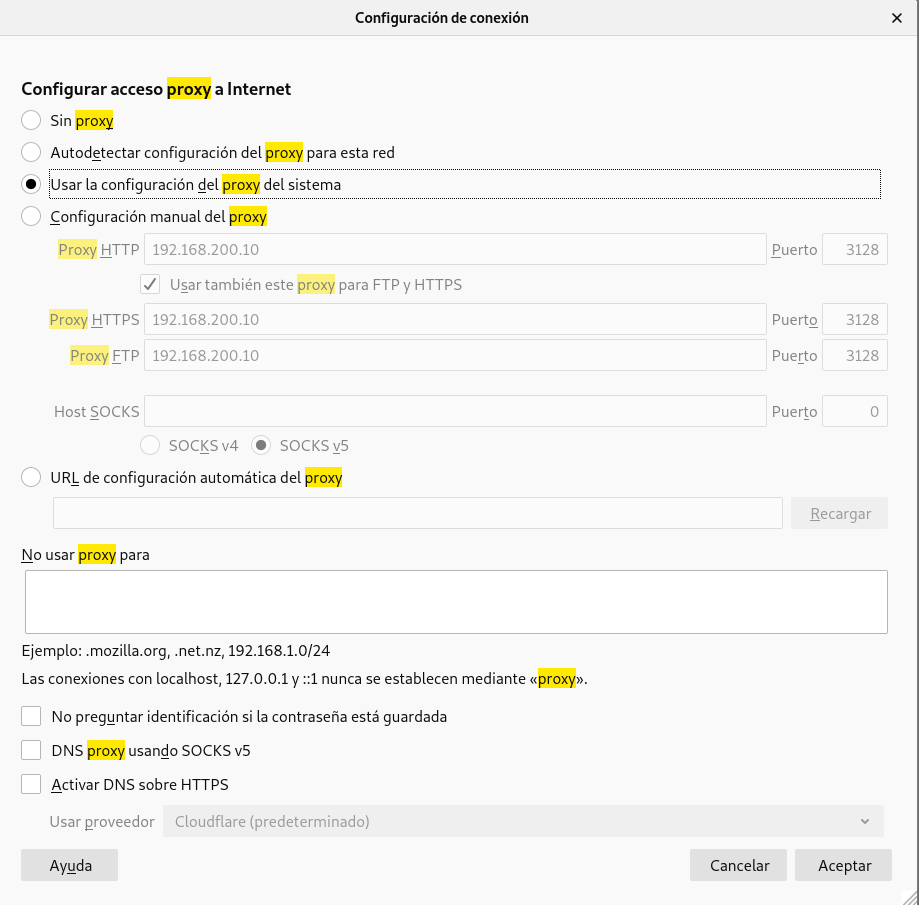 Configuración de conexión
Configurar acceso proxy a Internet
Sin proxy
Autodetectar configuración del proxy para esta red
Usar la configuración del proxy del sistema
Configuración manual del proxy
Proxy HTTP 192.168.200.10 Puerto 3128
Usar también este proxy para FTP y HTTPS
Proxy HTTPS 192.168.200.10 Puerto 3128
Proxy FTP 192.168.200.10 Puerto 3128
Host SOCKS Puerto 0
SOCKS v4 SOCKS v5
URL de configuración automática del proxy
Recargar
No usar proxy para
Ejemplo: .mozilla.org, .net.nz, 192.168.1.0/24
Las conexiones con localhost, 127.0.0.1 y ::1 nunca se establecen mediante «proxy».
No preguntar identificación si la contraseña está guardada
DNS proxy usando SOCKS v5
Activar DNS sobre HTTPS
Usar proveedor Cloudflare (predeterminado)
Ayuda Cancelar Aceptar